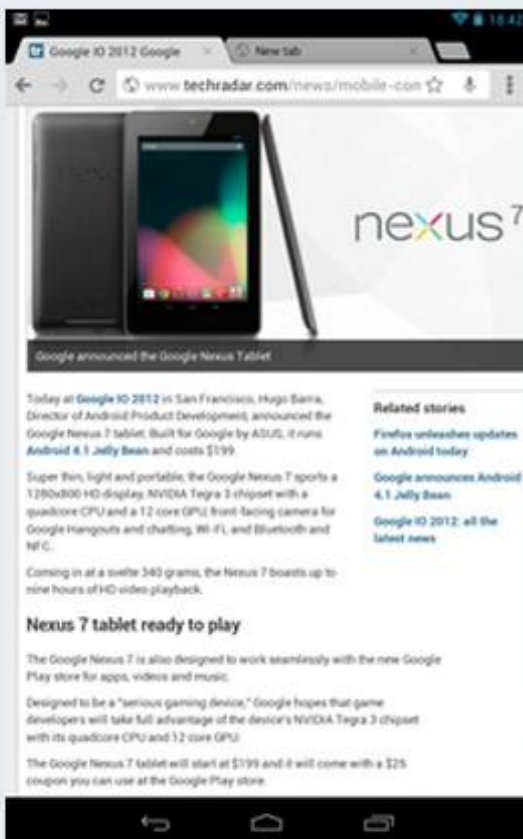 18:42
Google IO 2012 Google
New tab
www.techradar.com/news/mobile-con
nexus 7
Google announced the Google Nexus Tablet
Today at Google IO 2012 in San Francisco, Hugo Barra,
Director of Android Product Development, announced the
Google Nexus 7 tablet. Built for Google by ASUS, it runs
Android 4.1 Jelly Bean and costs $199.
Super thin, light and portable, the Google Nexus 7 sports a
1280x800 HD display, NVIDIA Tegra 3 chipset with a
quadcore CPU and a 12 core GPU, front-facing camera for
Google Hangouts and chatting, WI-FI, and Bluetooth and
NFC.
Coming in at a svelte 340 grams, the Nexus 7 boasts up to
nine hours of HD video playback.
Related stories
Firefox unleashes updates
on Android today
Google announces Android
4.1 Jelly Bean
Google IO 2012: all the
latest news
Nexus 7 tablet ready to play
The Google Nexus 7 is also designed to work seamlessly with the new Google
Play store for apps, videos and music.
Designed to be a "serious gaming device," Google hopes that game
developers will take full advantage of the device's NVIDIA Tegra 3 chipset
with its quadcore CPU and 12 core GPU.
The Google Nexus 7 tablet will start at $199 and it will come with a $25
coupon you can use at the Google Play store.